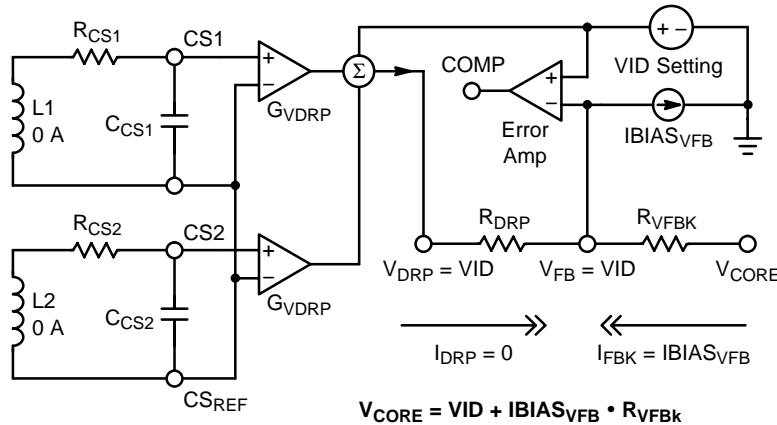 RCS1
CS1
+
−
GVDRP
Σ
L1
0 A
CCS1
COMP
+
−
Error
Amp
+ −
VID Setting
IBIASVFB
RCS2
CS2
+
−
GVDRP
L2
0 A
CCS2
CSREF
RDRP
RVFBK
VDRP = VID
VFB = VID
VCORE
IDRP = 0
IFBK = IBIASVFB
VCORE = VID + IBIASVFB • RVFBk